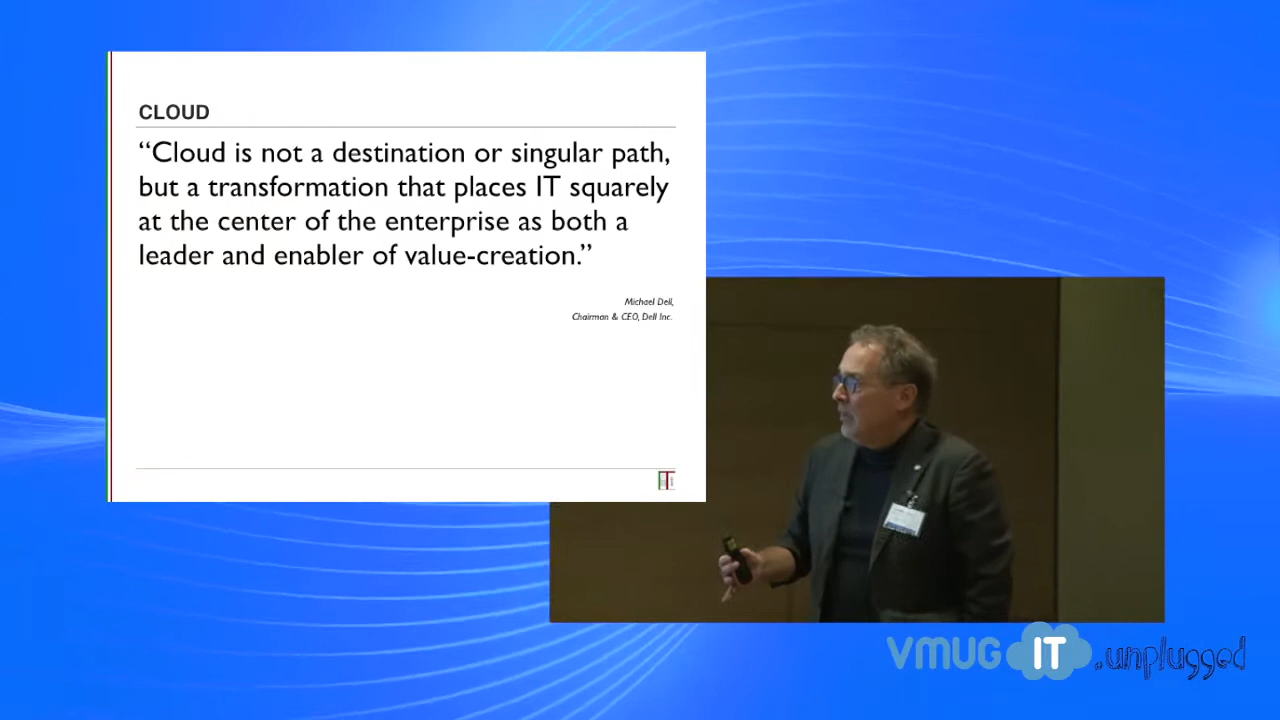 CLOUD
“Cloud is not a destination or singular path,
but a transformation that places IT squarely
at the center of the enterprise as both a
leader and enabler of value-creation.”
Michael Dell,
Chairman & CEO, Dell Inc.
VMUG IT .unplugged